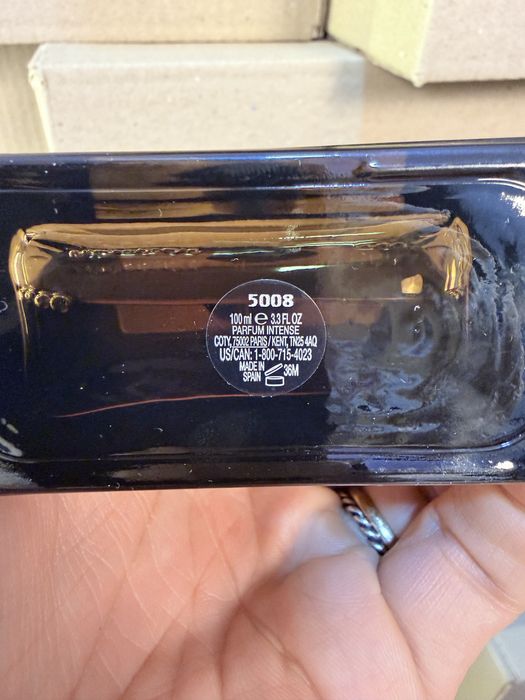 5008
100 ml e 3.3 FL OZ
PARFUM INTENSE
COTY, 75002 PARIS / KENT, TN25 4AQ
US/CAN: 1-800-715-4023
MADE IN
SPAIN 36M